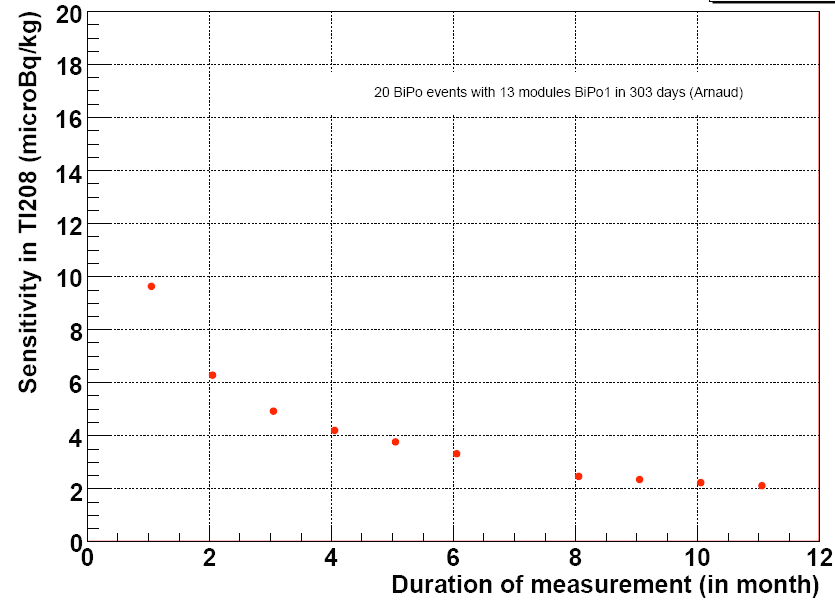 20
18
16
14
12
10
8
6
4
2
0
Sensitivity in Tl208 (microBq/kg)
20 BiPo events with 13 modules BiPo1 in 303 days (Arnaud)
0 2 4 6 8 10 12
Duration of measurement (in month)